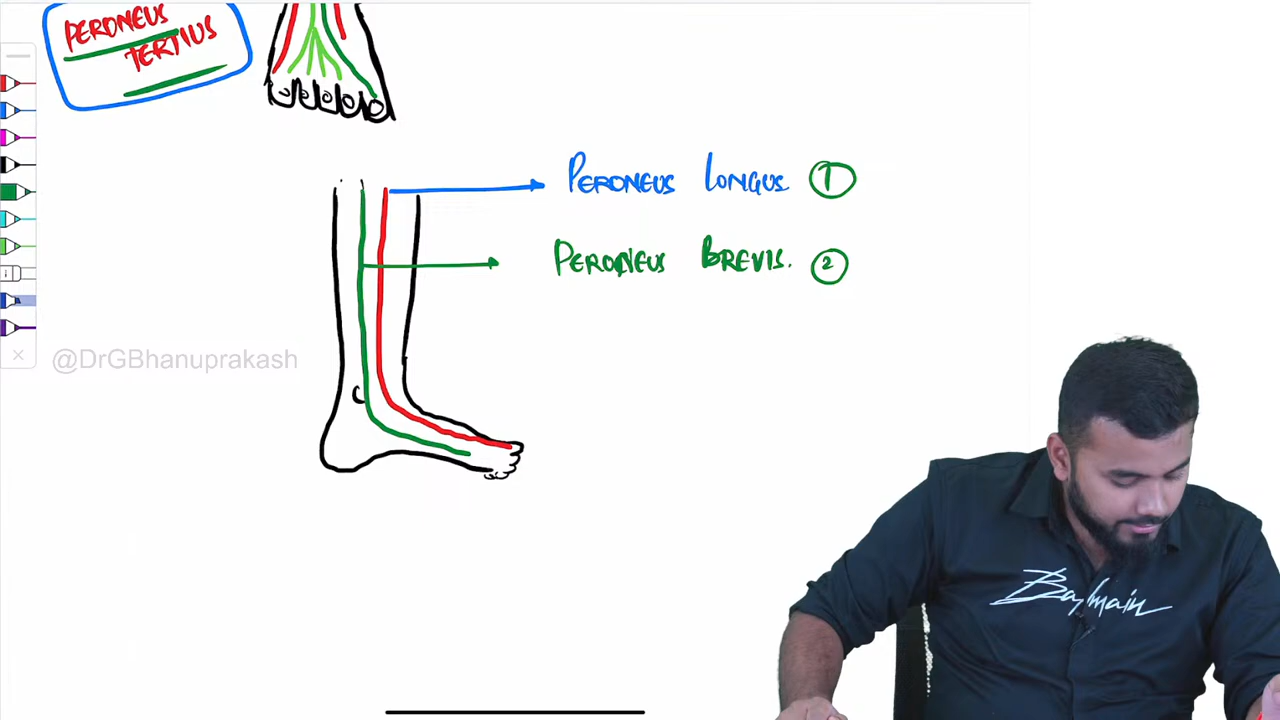 PERONEUS
TERTIUS
PERONEUS LONGUS 1
PERONEUS BREVIS. 2
@DrGBhanuprakash
Balmain